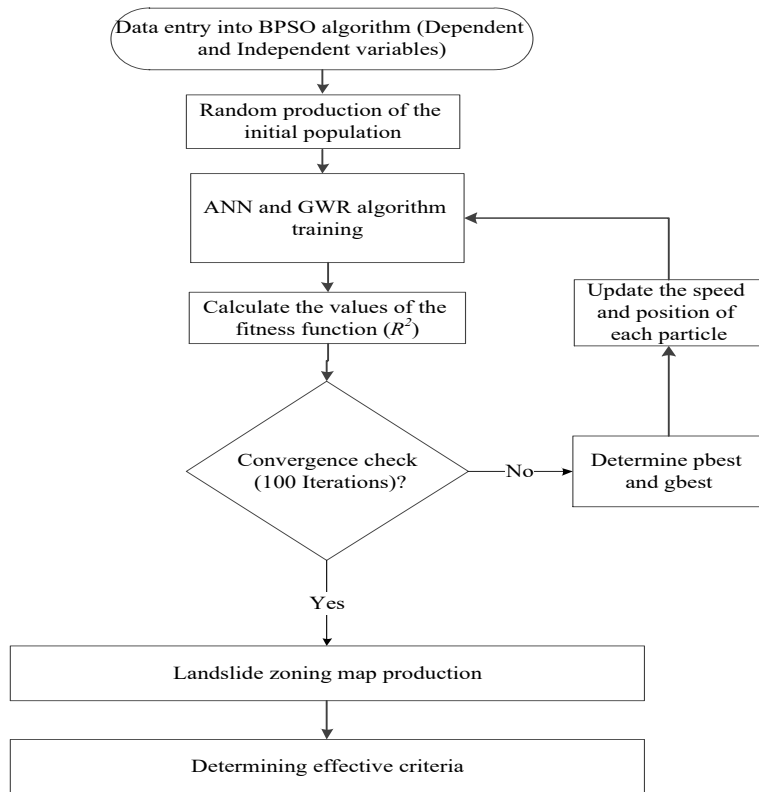 Data entry into BPSO algorithm (Dependent
and Independent variables)
Random production of the
initial population
ANN and GWR algorithm
training
Calculate the values of the
fitness function (R²)
Update the speed
and position of
each particle
Convergence check
(100 Iterations)?
No
Determine pbest
and gbest
Yes
Landslide zoning map production
Determining effective criteria